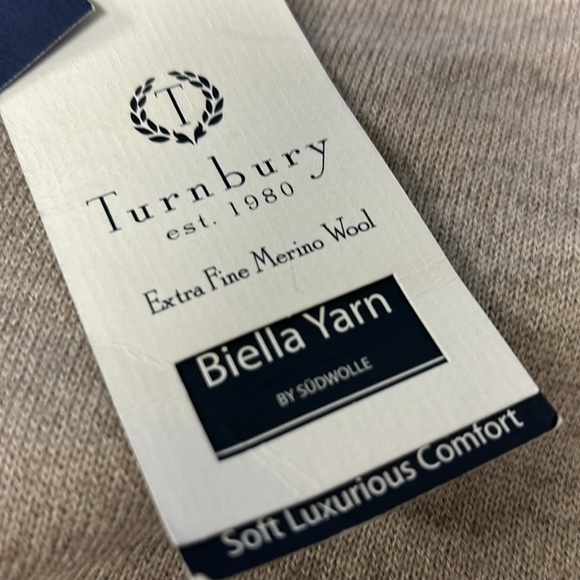 T
Turnbury
est. 1980
Extra Fine Merino Wool
Biella Yarn
BY SÜDWOLLE
Soft Luxurious Comfort